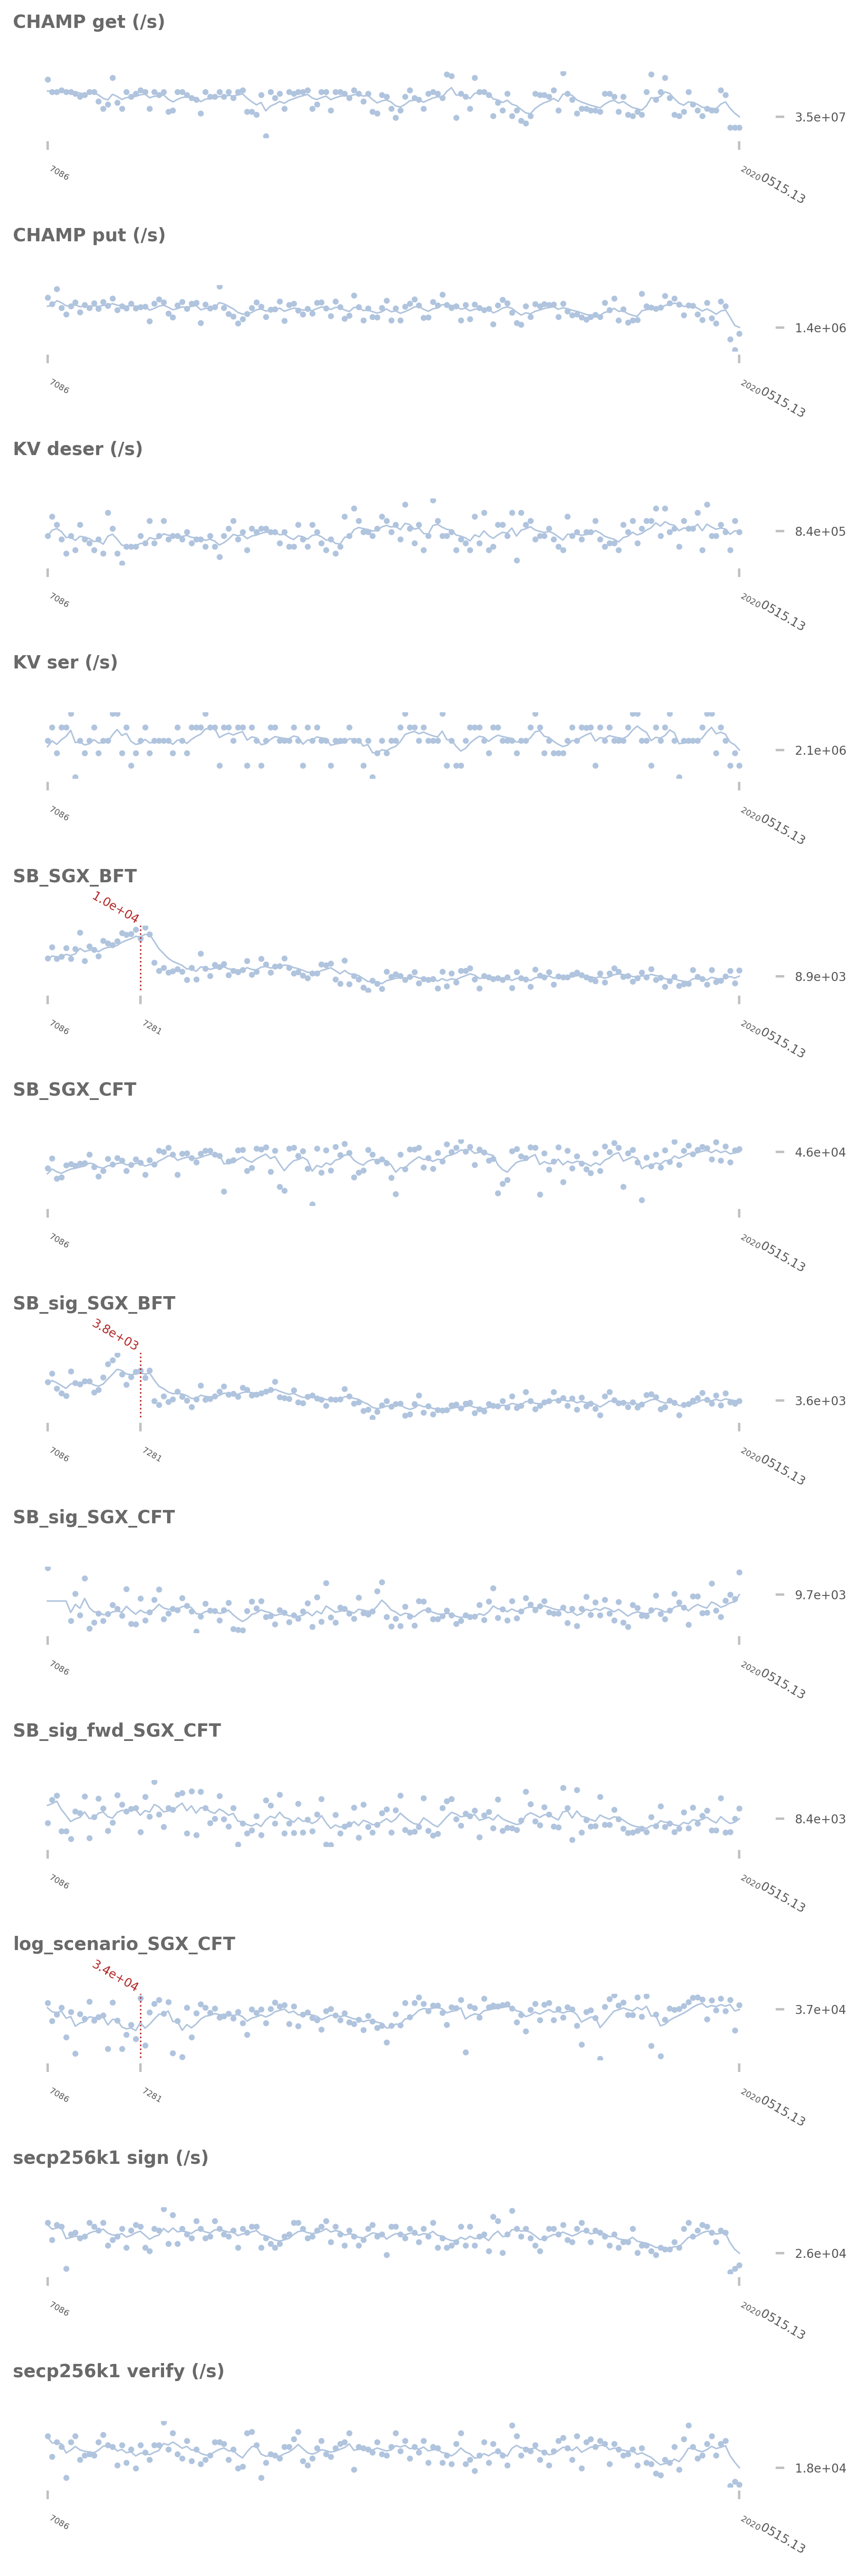 CHAMP get (/s)
3.5e+07
7086
20200515.13
CHAMP put (/s)
1.4e+06
7086
20200515.13
KV deser (/s)
8.4e+05
7086
20200515.13
KV ser (/s)
2.1e+06
7086
20200515.13
SB_SGX_BFT
1.0e+04
8.9e+03
7086
7281
20200515.13
SB_SGX_CFT
4.6e+04
7086
20200515.13
SB_sig_SGX_BFT
3.8e+03
3.6e+03
7086
7281
20200515.13
SB_sig_SGX_CFT
9.7e+03
7086
20200515.13
SB_sig_fwd_SGX_CFT
8.4e+03
7086
20200515.13
log_scenario_SGX_CFT
3.4e+04
3.7e+04
7086
7281
20200515.13
secp256k1 sign (/s)
2.6e+04
7086
20200515.13
secp256k1 verify (/s)
1.8e+04
7086
20200515.13